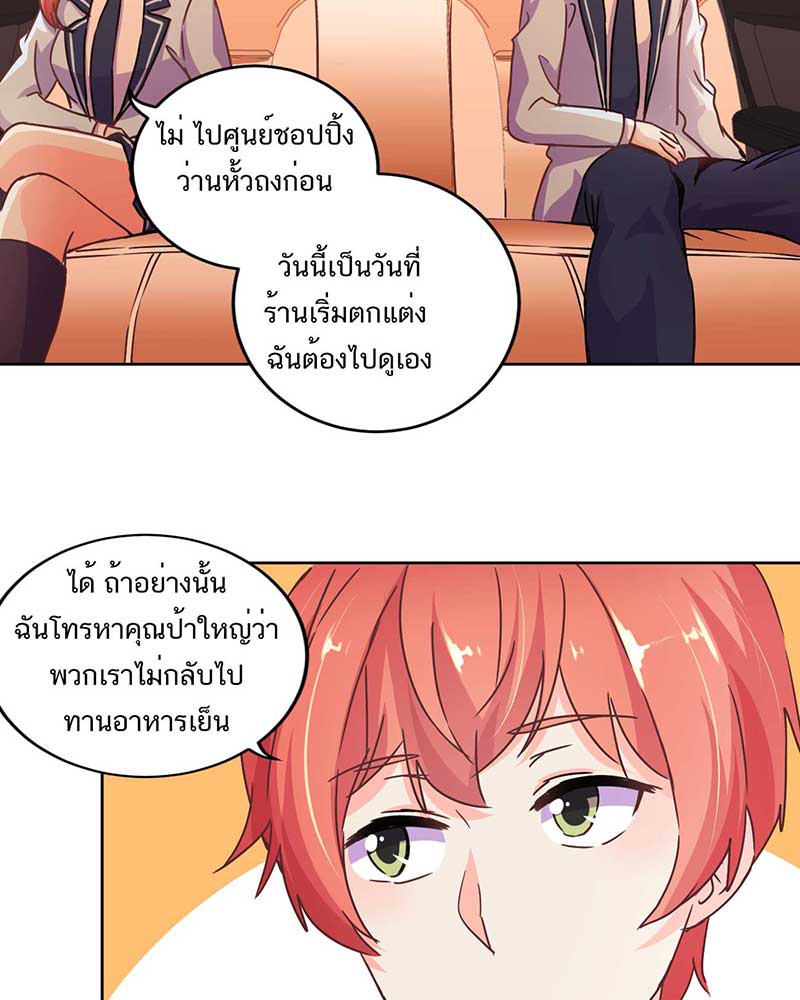 ไม่ ไปศูนย์ชอปปิ้ง
ว่านหั้วถงก่อน
วันนี้เป็นวันที่
ร้านเริ่มตกแต่ง
ฉันต้องไปดูเอง
ได้ ถ้าอย่างนั้น
ฉันโทรหาคุณป้าใหญ่ว่า
พวกเราไม่กลับไป
ทานอาหารเย็น